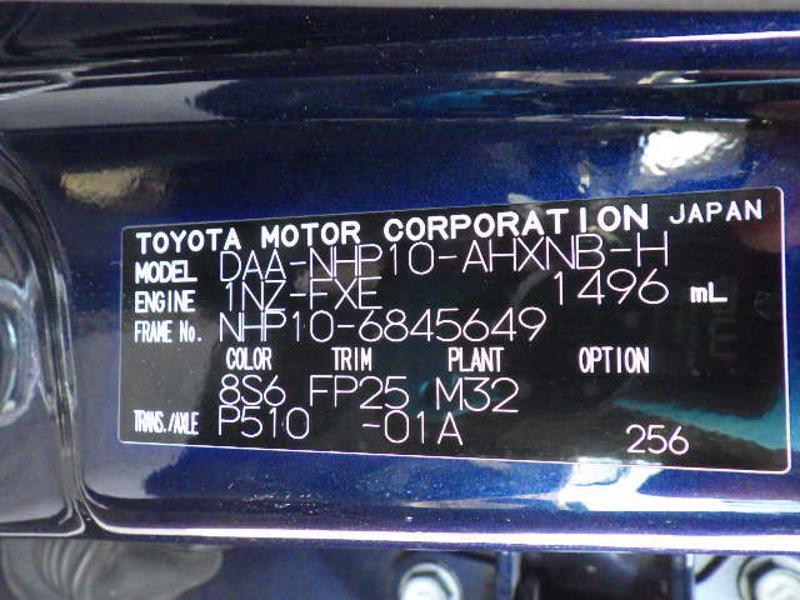 TOYOTA MOTOR CORPORATION JAPAN
MODEL DAA-NHP10-AHXNB-H
ENGINE 1NZ-FXE 1496 mL
FRAME No. NHP10-6845649
COLOR TRIM PLANT OPTION
8S6 FP25 M32
TRANS./AXLE P510 -01A
256